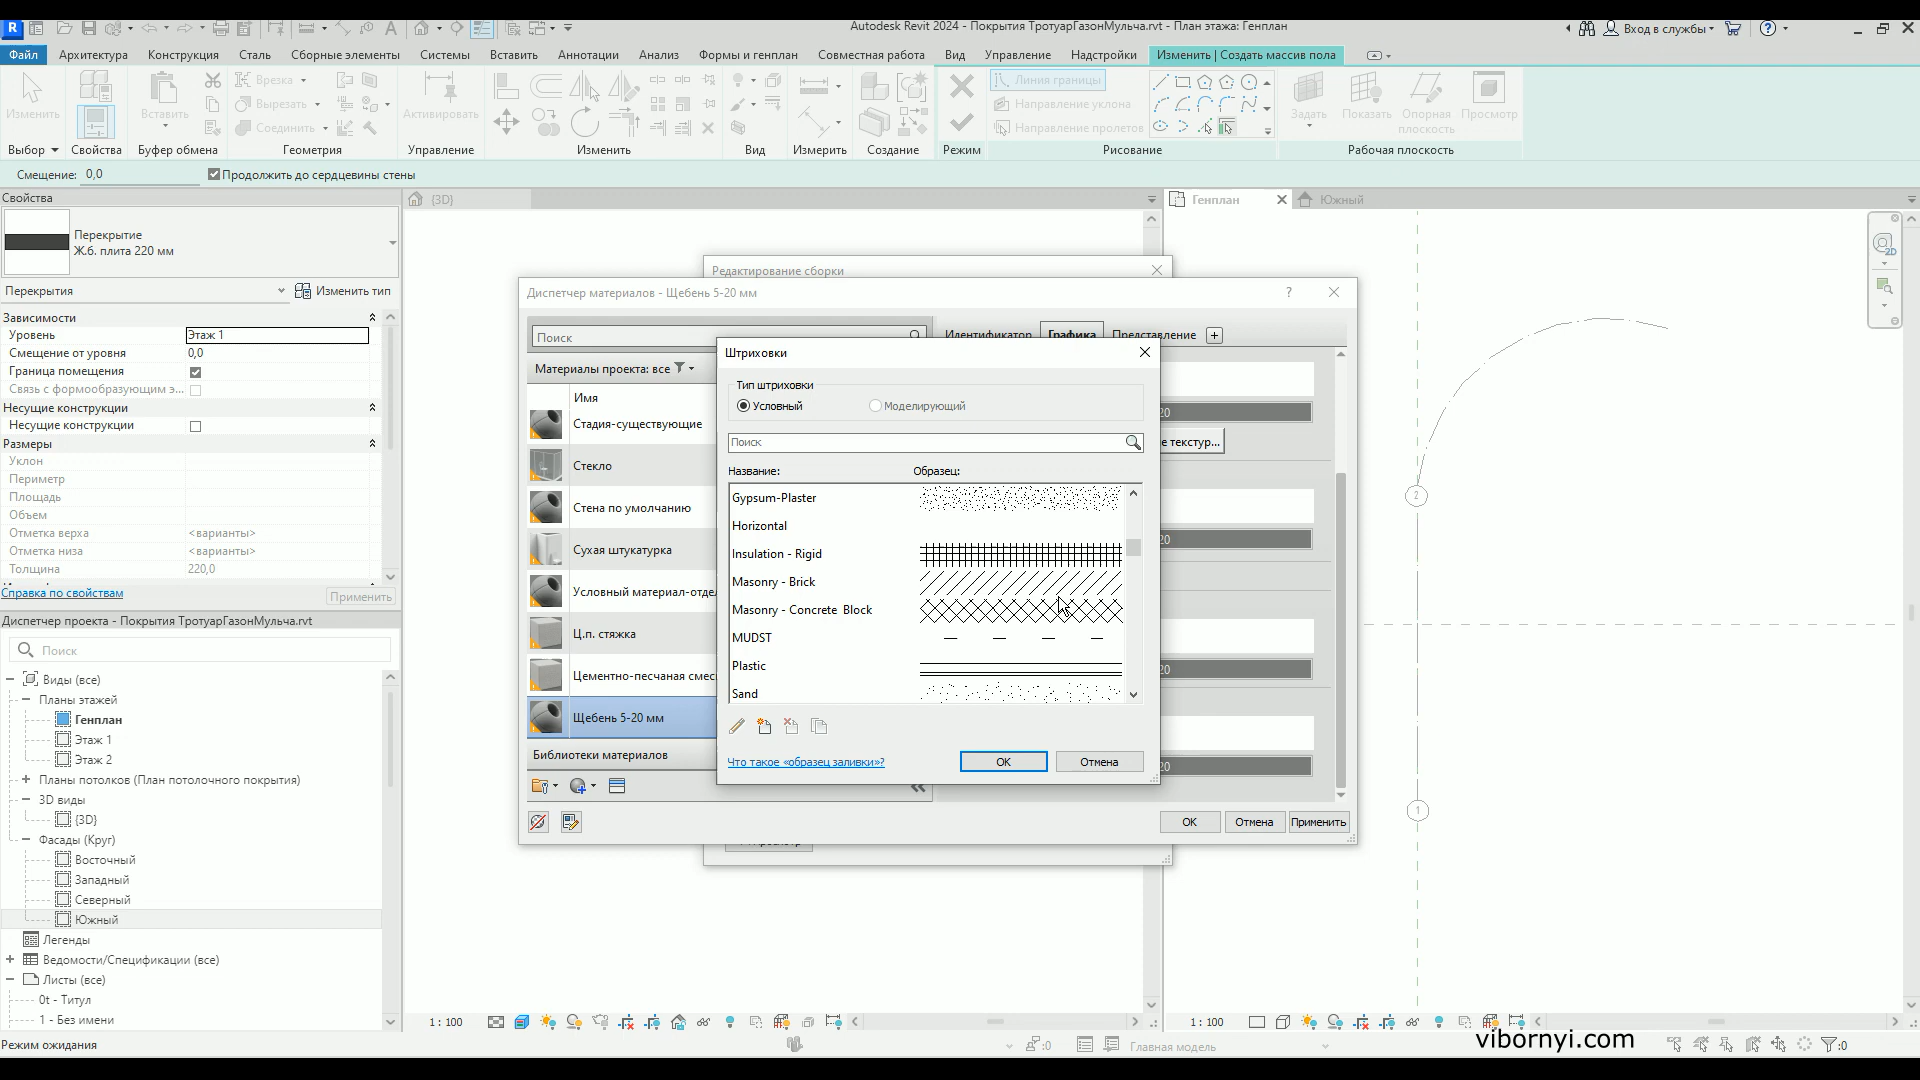 Autodesk Revit 2024 - Покрытия ТротуарГазонМульча.rvt - План этажа: Генплан
Вход в службы
Файл Архитектура Конструкция Сталь Сборные элементы Системы Вставить Аннотации Анализ Формы и генплан Совместная работа Вид Управление Надстройки Изменить | Создать массив пола
Изменить Вставить Врезка Вырезать Соединить Активировать
Линия границы
Направление уклона
Направление пролетов
Задать Показать Опорная плоскость Просмотр
Выбор Свойства Буфер обмена Геометрия Управление Изменить Вид Измерить Создание Режим Рисование Рабочая плоскость
Смещение: 0,0 Продолжить до сердцевины стены
Свойства
Перекрытие
Ж.б. плита 220 мм
Перекрытия Изменить тип
Зависимости
Уровень Этаж 1
Смещение от уровня 0,0
Граница помещения
Связь с формообразующим э...
Несущие конструкции
Несущие конструкции
Размеры
Уклон
Периметр
Площадь
Объем
Отметка верха <варианты>
Отметка низа <варианты>
Толщина 220,0
Справка по свойствам Применить
Диспетчер проекта - Покрытия ТротуарГазонМульча.rvt
Поиск
Виды (все)
Планы этажей
Генплан
Этаж 1
Этаж 2
Планы потолков (План потолочного покрытия)
3D виды
{3D}
Фасады (Круг)
Восточный
Западный
Северный
Южный
Легенды
Ведомости/Спецификации (все)
Листы (все)
0t - Титул
1 - Без имени
Режим ожидания
{3D}
Генплан
Южный
Редактирование сборки
Диспетчер материалов - Щебень 5-20 мм
?
Поиск
Идентификатор Графика Представление
Материалы проекта: все
Имя
Стадия-существующие
Стекло
Стена по умолчанию
Сухая штукатурка
Условный материал-отде
Ц.п. стяжка
Цементно-песчаная смес
Щебень 5-20 мм
Библиотеки материалов
20
е текстур...
20
20
20
ОК Отмена Применить
Штриховки
Тип штриховки
Условный Моделирующий
Поиск
Название: Образец:
Gypsum-Plaster
Horizontal
Insulation - Rigid
Masonry - Brick
Masonry - Concrete Block
MUDST
Plastic
Sand
Что такое «образец заливки»? ОК Отмена
2D
2
1
1 : 100
1 : 100
:0
Главная модель
:0
vibornyi.com